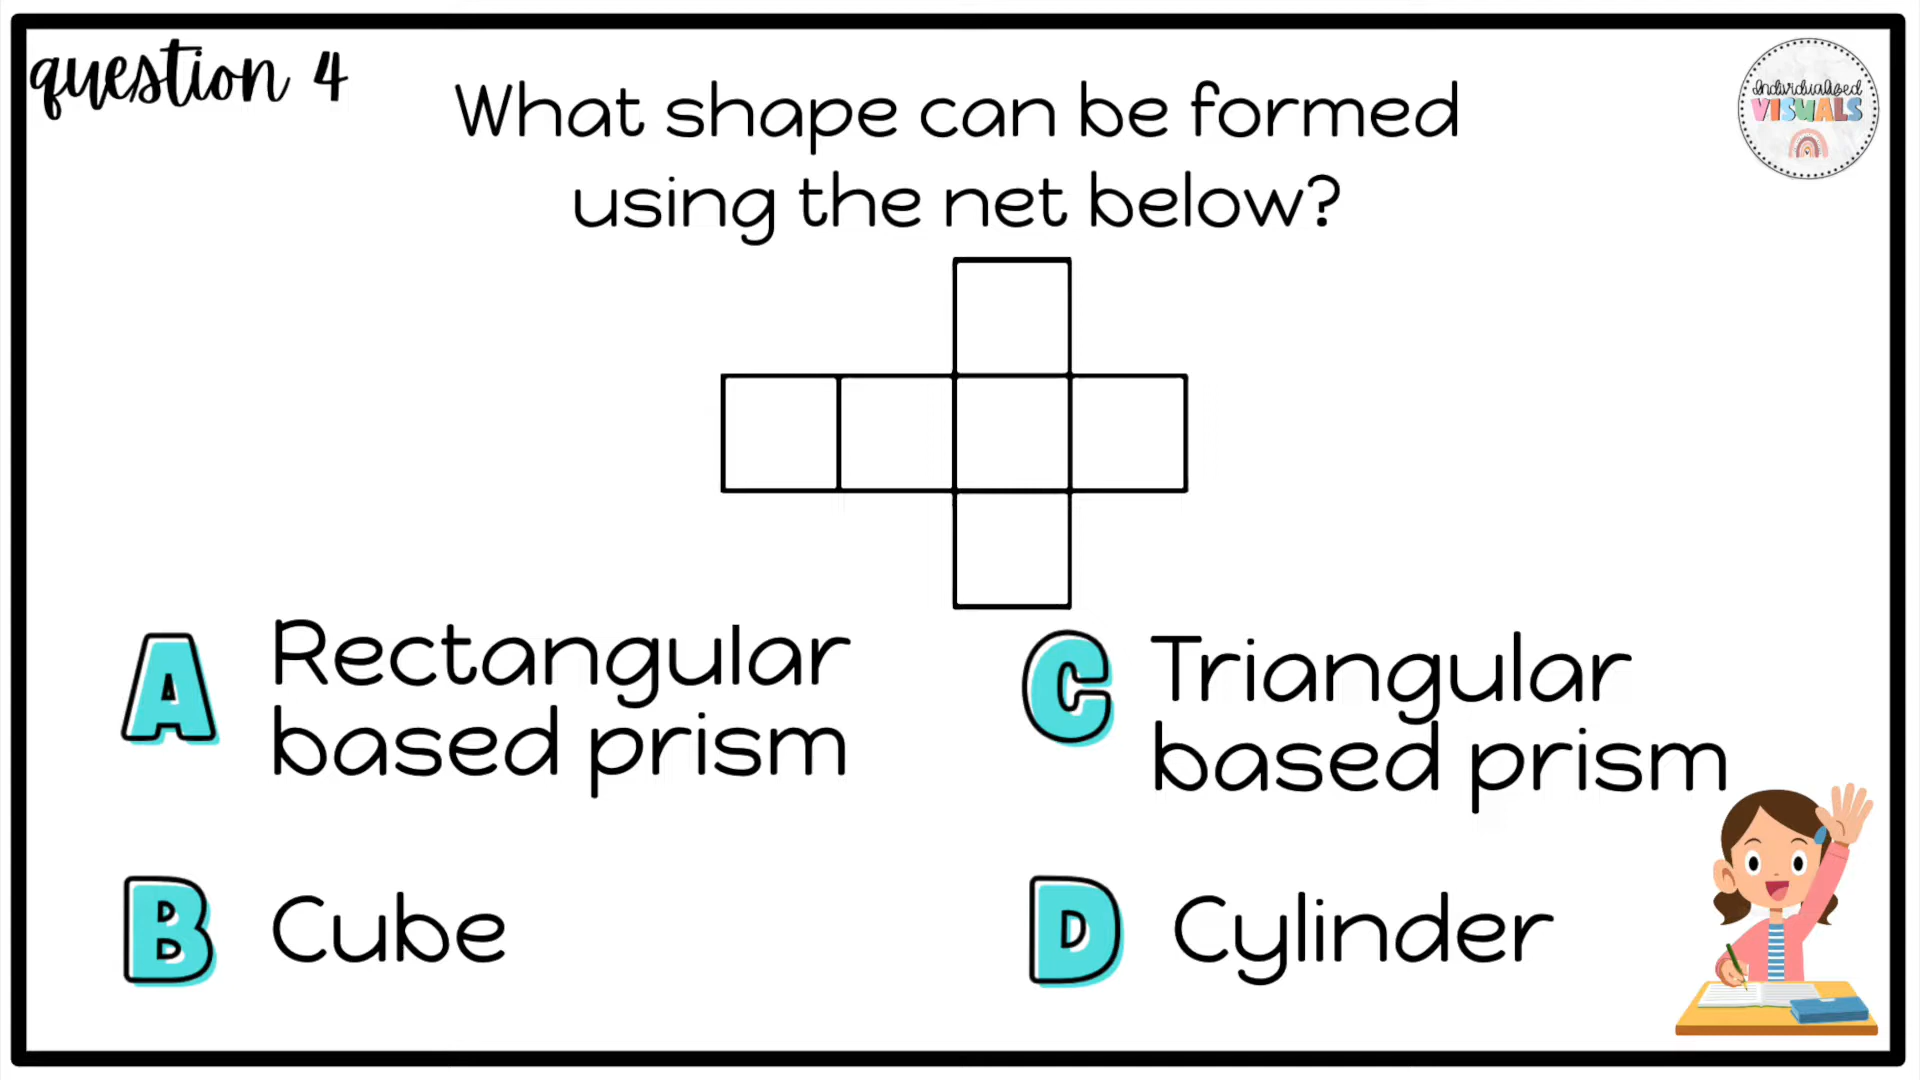 question 4
What shape can be formed
using the net below?
Individualised
VISUALS
A
Rectangular
based prism
B
Cube
C
Triangular
based prism
D
Cylinder